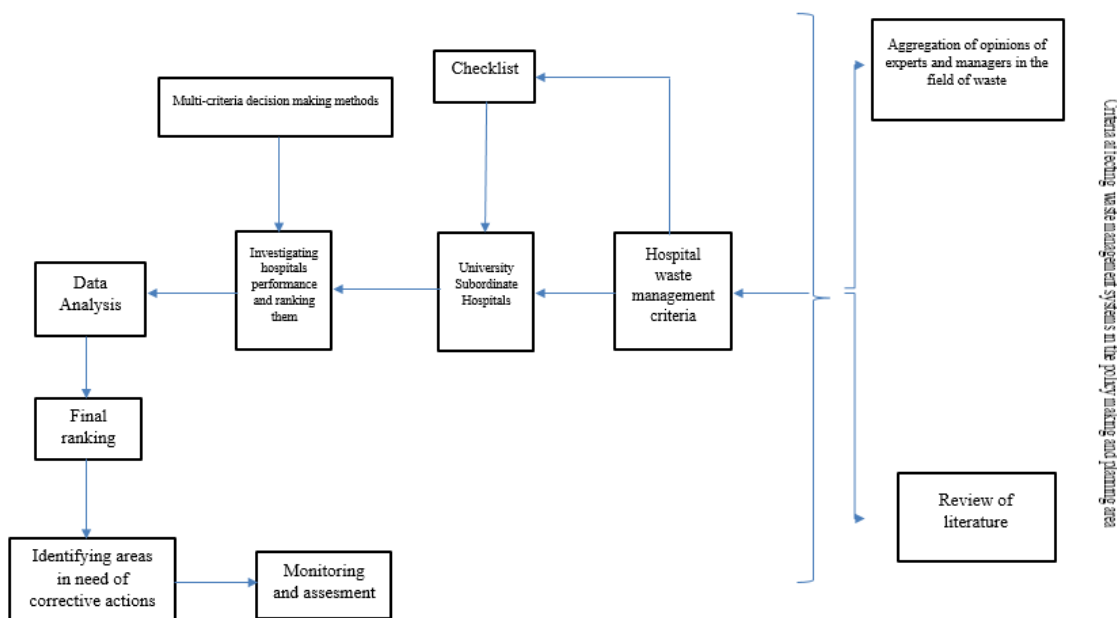 Aggregation of opinions of
experts and managers in the
field of waste
Checklist
Multi-criteria decision making methods
Criteria affecting waste management systems in the policy making and planning area
Investigating
hospitals
performance
and ranking
them
University
Subordinate
Hospitals
Hospital
waste
management
criteria
Data
Analysis
Final
ranking
Review of
literature
Identifying areas
in need of
corrective actions
Monitoring
and assesment